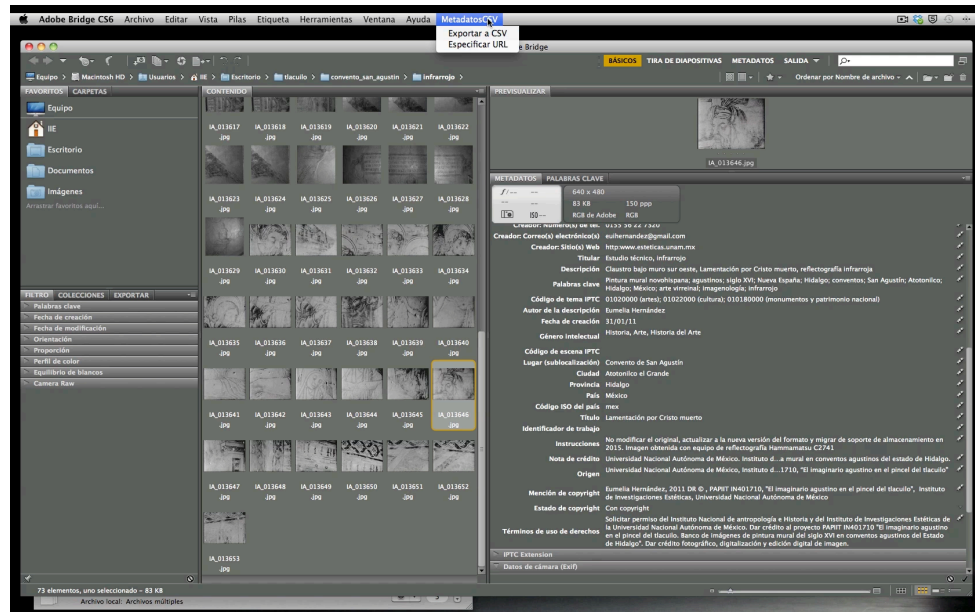 Adobe Bridge CS6 Archivo Editar Vista Pilas Etiqueta Herramientas Ventana Ayuda MetadatosCSV
Exportar a CSV
Especificar URL
e Bridge
BÁSICOS TIRA DE DIAPOSITIVAS METADATOS SALIDA
Equipo > Macintosh HD > Usuarios > IIE > Escritorio > tlacuilo > convento_san_agustin > infrarrojo >
Ordenar por Nombre de archivo
FAVORITOS CARPETAS
Equipo
IIE
Escritorio
Documentos
Imágenes
Arrastrar favoritos aquí...
FILTRO COLECCIONES EXPORTAR
Palabras clave
Fecha de creación
Fecha de modificación
Orientación
Proporción
Perfil de color
Equilibrio de blancos
Camera Raw
CONTENIDO
IA_013617 .jpg IA_013618 .jpg IA_013619 .jpg IA_013620 .jpg IA_013621 .jpg IA_013622 .jpg
IA_013623 .jpg IA_013624 .jpg IA_013625 .jpg IA_013626 .jpg IA_013627 .jpg IA_013628 .jpg
IA_013629 .jpg IA_013630 .jpg IA_013631 .jpg IA_013632 .jpg IA_013633 .jpg IA_013634 .jpg
IA_013635 .jpg IA_013636 .jpg IA_013637 .jpg IA_013638 .jpg IA_013639 .jpg IA_013640 .jpg
IA_013641 .jpg IA_013642 .jpg IA_013643 .jpg IA_013644 .jpg IA_013645 .jpg IA_013646 .jpg
IA_013647 .jpg IA_013648 .jpg IA_013649 .jpg IA_013650 .jpg IA_013651 .jpg IA_013652 .jpg
IA_013653 .jpg
PREVISUALIZAR
IA_013646.jpg
METADATOS PALABRAS CLAVE
f/-- --
-- --
ISO--
640 x 480
83 KB 150 ppp
RGB de Adobe RGB
Creador: Número(s) de tel. 0155 56 22 7520
Creador: Correo(s) electrónico(s) euihernandez@gmail.com
Creador: Sitio(s) Web http:www.esteticas.unam.mx
Titular Estudio técnico, infrarrojo
Descripción Claustro bajo muro sur oeste, Lamentación por Cristo muerto, reflectografía infrarroja
Palabras clave Pintura mural novohispana; agustinos; siglo XVI; Nueva España; Hidalgo; conventos; San Agustín; Atotonilco;
Hidalgo; México; arte virreinal; imagenología; infrarrojo
Código de tema IPTC 01020000 (artes); 01022000 (cultura); 010180000 (monumentos y patrimonio nacional)
Autor de la descripción Eumelia Hernández
Fecha de creación 31/01/11
Género intelectual Historia, Arte, Historia del Arte
Código de escena IPTC
Lugar (sublocalización) Convento de San Agustín
Ciudad Atotonilco el Grande
Provincia Hidalgo
País México
Código ISO del país mex
Título Lamentación por Cristo muerto
Identificador de trabajo
Instrucciones No modificar el original, actualizar a la nueva versión del formato y migrar de soporte de almacenamiento en
2015. Imagen obtenida con equipo de reflectografía Hammamatsu C2741
Nota de crédito Universidad Nacional Autónoma de México. Instituto d...a mural en conventos agustinos del estado de Hidalgo.
Origen Universidad Nacional Autónoma de México, Instituto d...1710, "El imaginario agustino en el pincel del tlacuilo"
Mención de copyright Eumelia Hernández, 2011 DR © , PAPIIT IN401710, "El imaginario agustino en el pincel del tlacuilo", Instituto
de Investigaciones Estéticas, Universidad Nacional Autónoma de México
Estado de copyright Con copyright
Términos de uso de derechos Solicitar permiso del Instituto Nacional de antropología e Historia y del Instituto de Investigaciones Estéticas de
la Universidad Nacional Autónoma de México. Dar crédito al proyecto PAPIIT IN401710 "El imaginario agustino
en el pincel del tlacuilo. Banco de imágenes de pintura mural del siglo XVI en conventos agustinos del Estado
de Hidalgo". Dar crédito fotográfico, digitalización y edición digital de imagen.
IPTC Extension
Datos de cámara (Exif)
73 elementos, uno seleccionado - 83 KB
Archivo local: Archivos múltiples